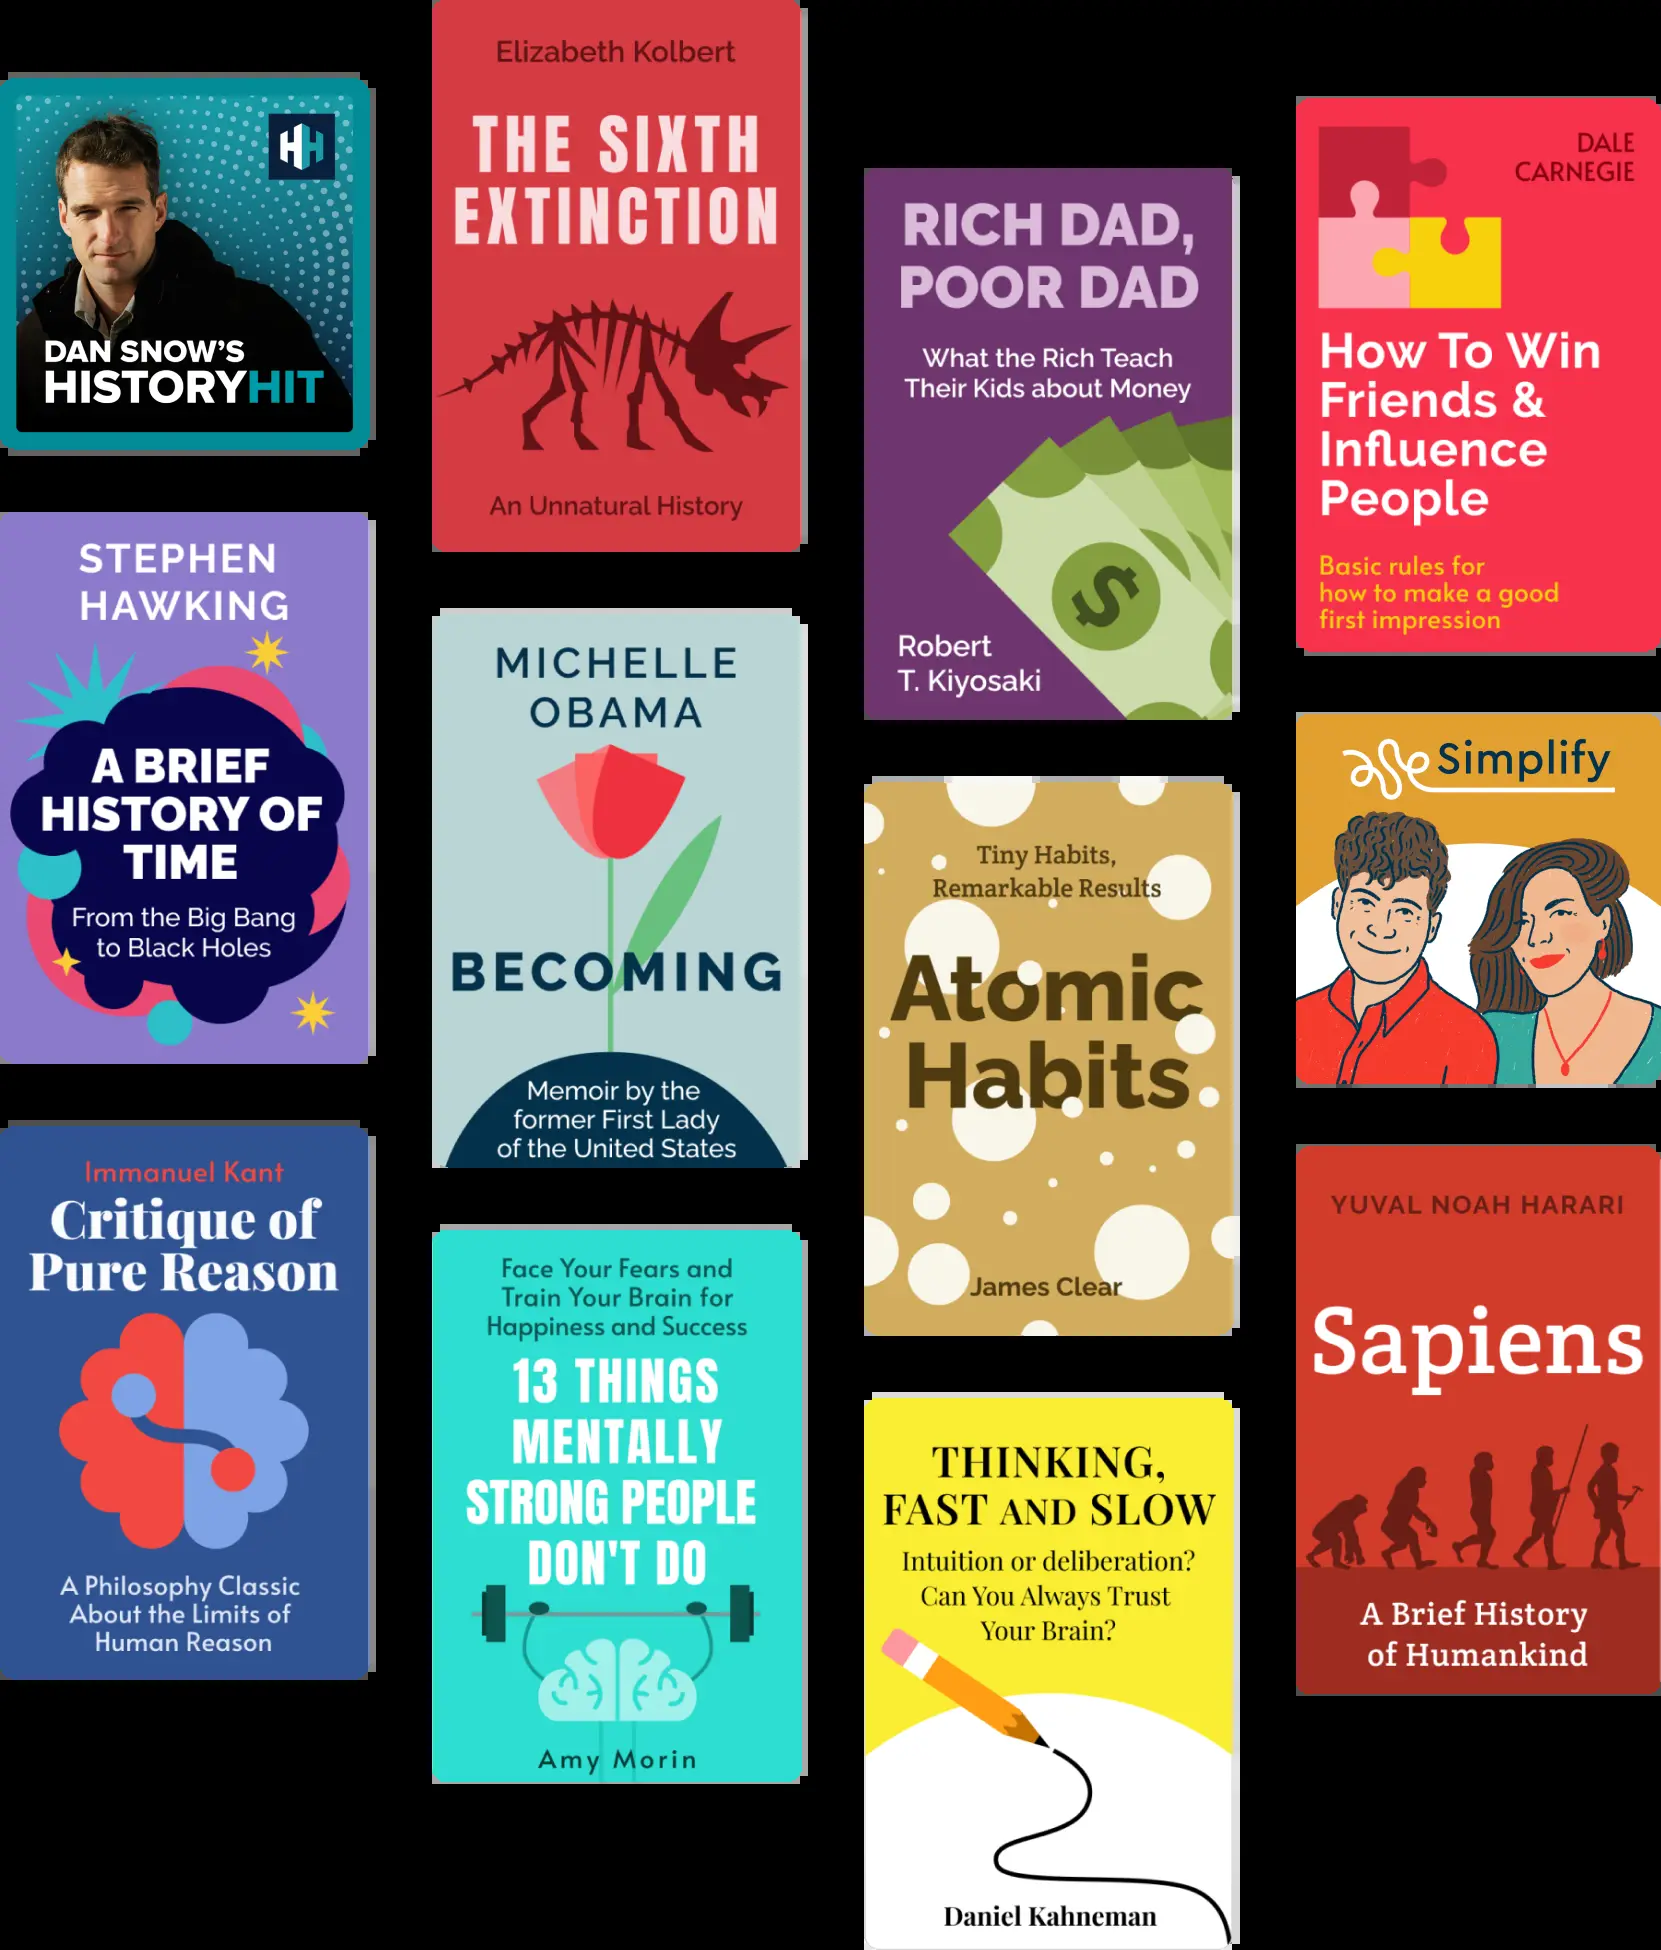 DAN SNOW'S
HISTORYHIT
STEPHEN
HAWKING
A BRIEF
HISTORY OF
TIME
From the Big Bang
to Black Holes
Immanuel Kant
Critique of
Pure Reason
A Philosophy Classic
About the Limits of
Human Reason
Elizabeth Kolbert
THE SIXTH
EXTINCTION
An Unnatural History
MICHELLE
OBAMA
BECOMING
Memoir by the
former First Lady
of the United States
Face Your Fears and
Train Your Brain for
Happiness and Success
13 THINGS
MENTALLY
STRONG PEOPLE
DON'T DO
Amy Morin
RICH DAD,
POOR DAD
What the Rich Teach
Their Kids about Money
$
Robert
T. Kiyosaki
Tiny Habits,
Remarkable Results
Atomic
Habits
James Clear
THINKING,
FAST AND SLOW
Intuition or deliberation?
Can You Always Trust
Your Brain?
Daniel Kahneman
DALE
CARNEGIE
How To Win
Friends &
Influence
People
Basic rules for
how to make a good
first impression
Simplify
YUVAL NOAH HARARI
Sapiens
A Brief History
of Humankind